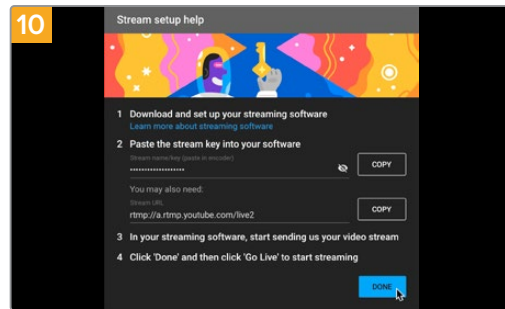 10
Stream setup help
1 Download and set up your streaming software
Learn more about streaming software
2 Paste the stream key into your software
Stream name/key (paste in encoder)
••••••••••••••••••• COPY
You may also need:
Stream URL
rtmp://a.rtmp.youtube.com/live2 COPY
3 In your streaming software, start sending us your video stream
4 Click 'Done' and then click 'Go Live' to start streaming
DONE